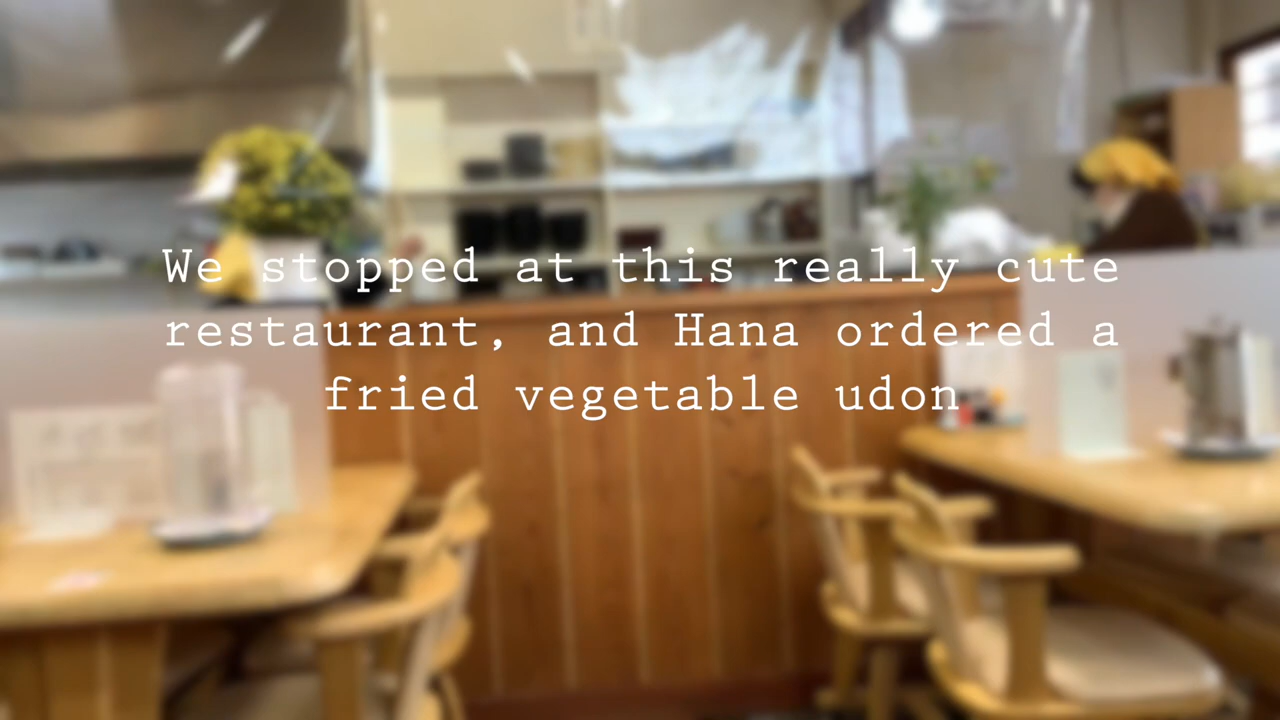 We stopped at this really cute
restaurant, and Hana ordered a
fried vegetable udon